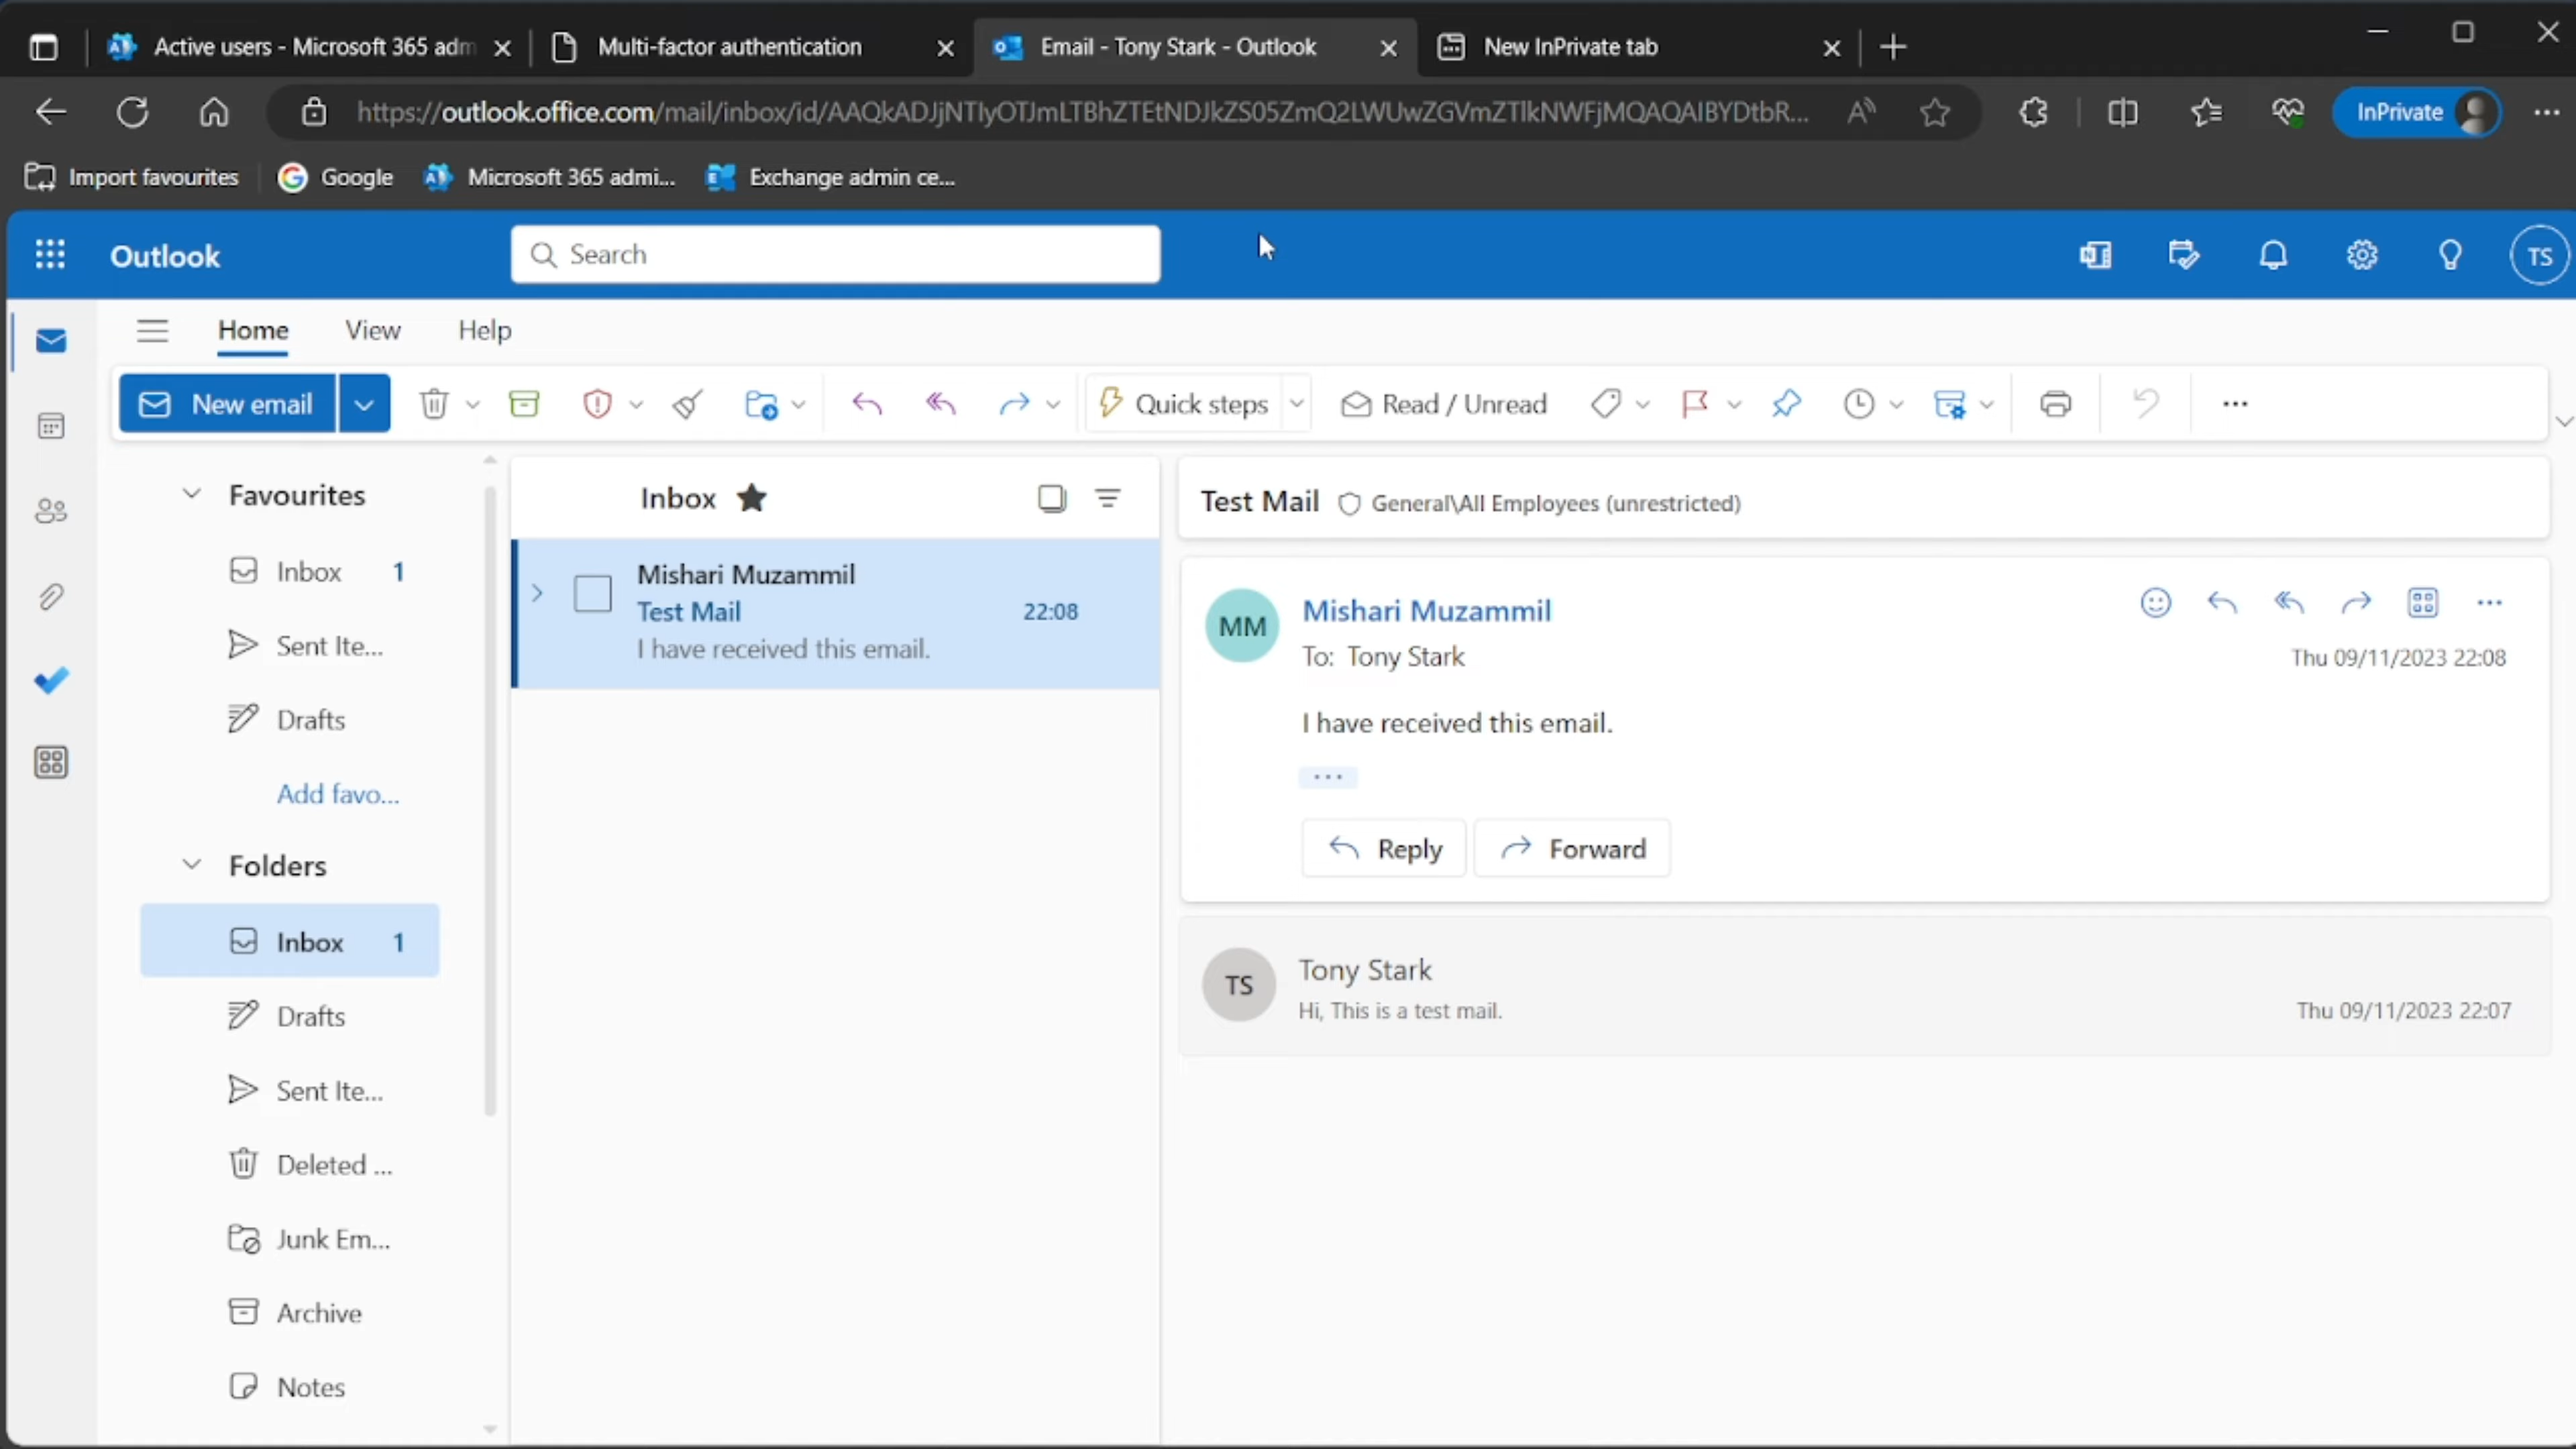 Active users - Microsoft 365 adm
Multi-factor authentication
Email - Tony Stark - Outlook
New InPrivate tab
https://outlook.office.com/mail/inbox/id/AAQkADJjNTIyOTJmLTBhZTEtNDJkZS05ZmQ2LWUwZGVmZTlkNWFjMQAQAIBYDtbR...
InPrivate
Import favourites
Google
Microsoft 365 admi...
Exchange admin ce...
Outlook
Search
TS
Home
View
Help
New email
Quick steps
Read / Unread
Favourites
Inbox 1
Sent Ite...
Drafts
Add favo...
Folders
Inbox 1
Drafts
Sent Ite...
Deleted ...
Junk Em...
Archive
Notes
Inbox
Mishari Muzammil
Test Mail 22:08
I have received this email.
Test Mail General\All Employees (unrestricted)
MM
Mishari Muzammil
To: Tony Stark
Thu 09/11/2023 22:08
I have received this email.
...
Reply
Forward
TS
Tony Stark
Hi, This is a test mail.
Thu 09/11/2023 22:07